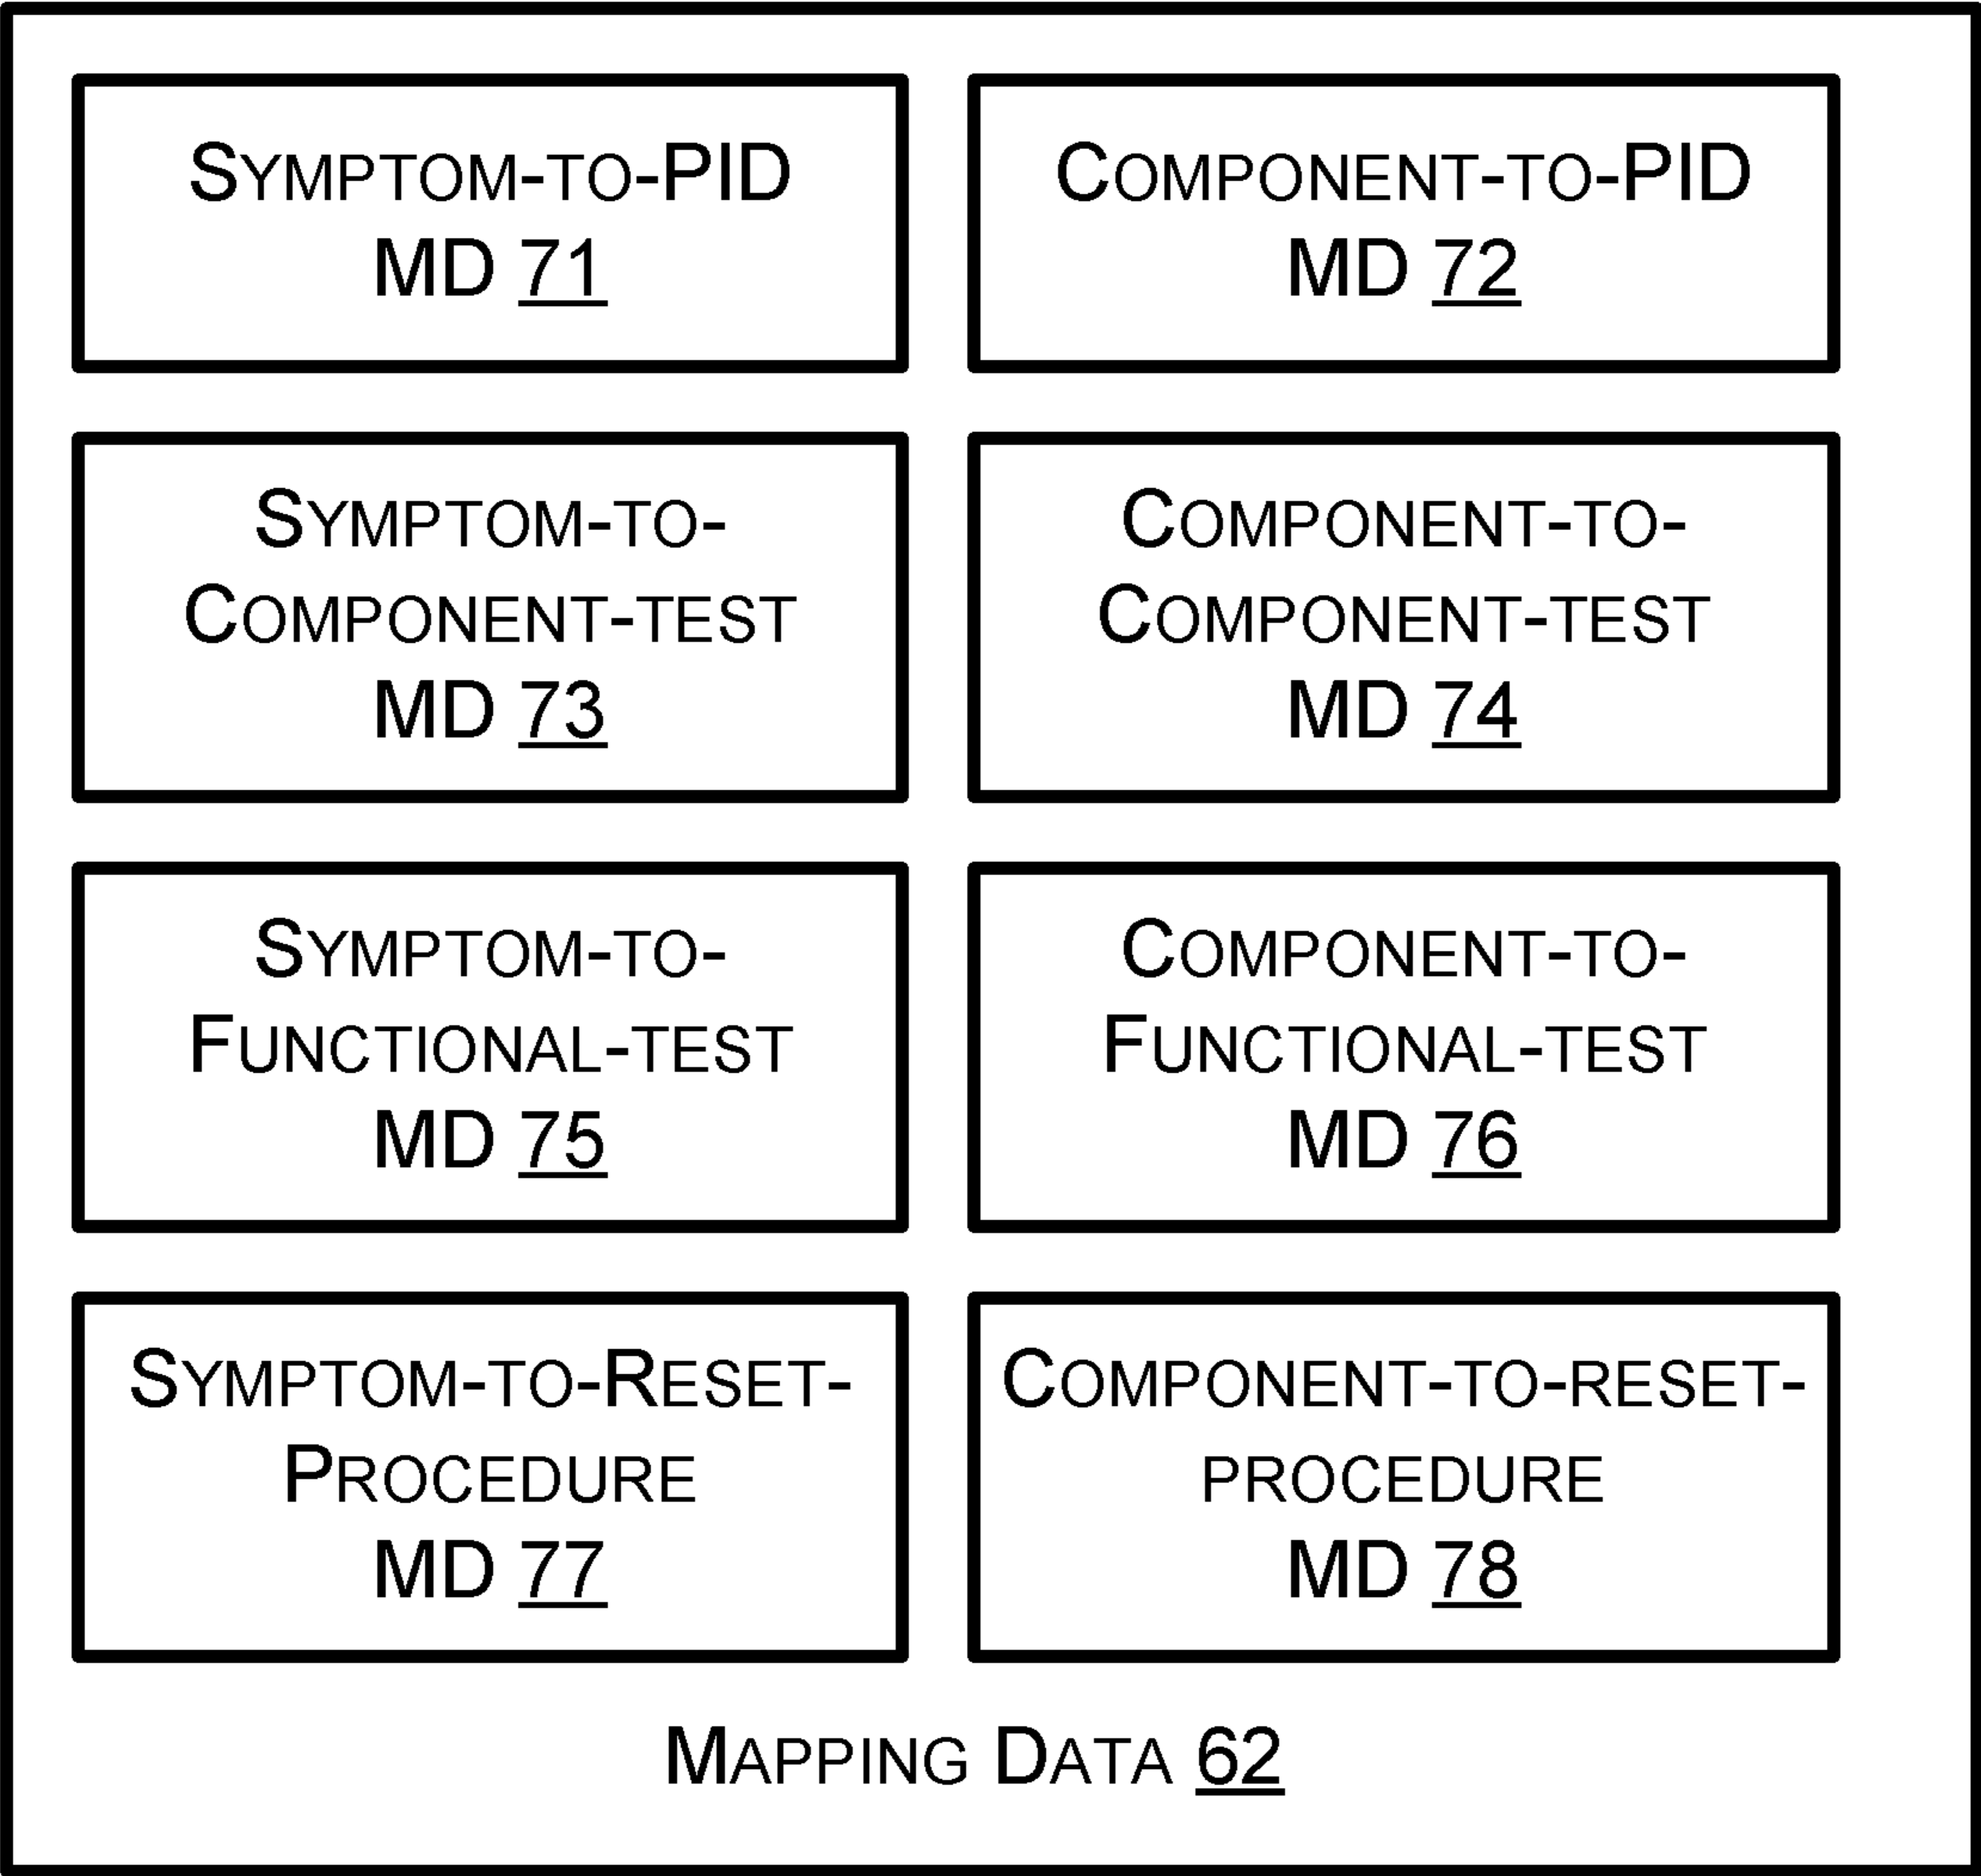 Symptom-to-PID
MD 71
Component-to-PID
MD 72
Symptom-to-
Component-test
MD 73
Component-to-
Component-test
MD 74
Symptom-to-
Functional-test
MD 75
Component-to-
Functional-test
MD 76
Symptom-to-Reset-
Procedure
MD 77
Component-to-reset-
procedure
MD 78
Mapping Data 62